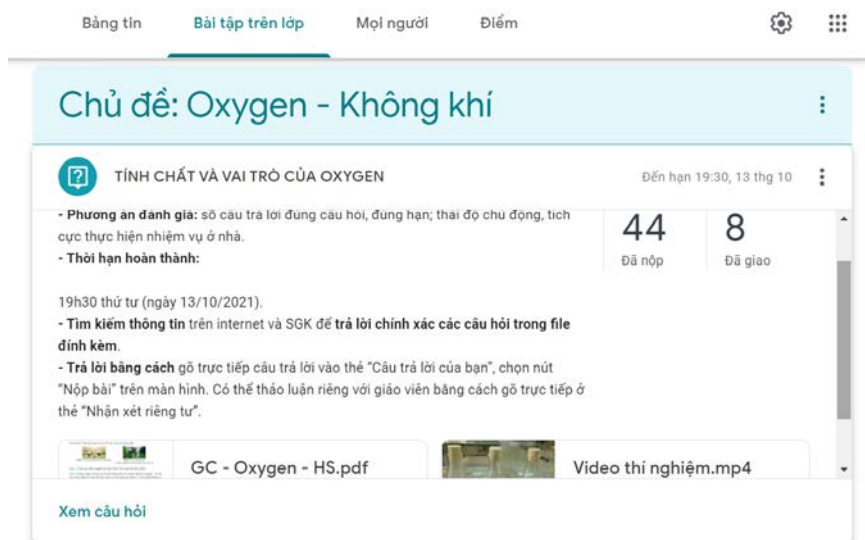 Bảng tin Bài tập trên lớp Mọi người Điểm
Chủ đề: Oxygen - Không khí
TÍNH CHẤT VÀ VAI TRÒ CỦA OXYGEN Đến hạn 19:30, 13 thg 10
- Phương án đánh giá: số câu trả lời đúng câu hỏi, đúng hạn; thái độ chủ động, tích
cực thực hiện nhiệm vụ ở nhà.
- Thời hạn hoàn thành:
44 8
Đã nộp Đã giao
19h30 thứ tư (ngày 13/10/2021).
- Tìm kiếm thông tin trên internet và SGK để trả lời chính xác các câu hỏi trong file
đính kèm.
- Trả lời bằng cách gõ trực tiếp câu trả lời vào thẻ “Câu trả lời của bạn”, chọn nút
“Nộp bài” trên màn hình. Có thể thảo luận riêng với giáo viên bằng cách gõ trực tiếp ở
thẻ “Nhận xét riêng tư”.
GC - Oxygen - HS.pdf Video thí nghiệm.mp4
Xem câu hỏi